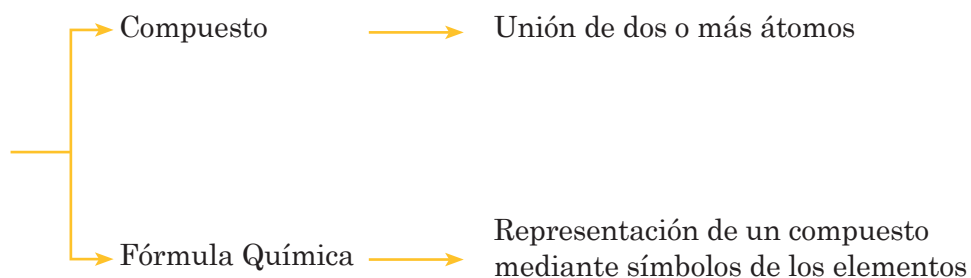 Compuesto
Unión de dos o más átomos
Fórmula Química
Representación de un compuesto
mediante símbolos de los elementos